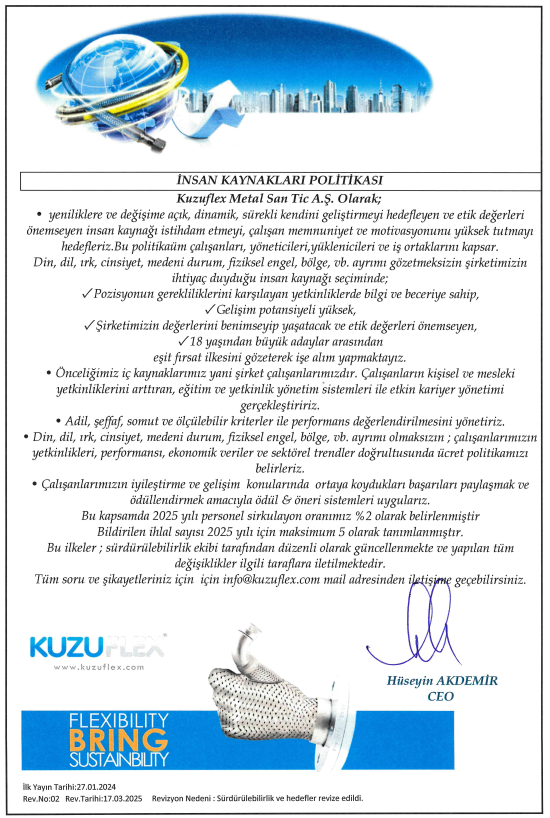 İNSAN KAYNAKLARI POLİTİKASI
Kuzuflex Metal San Tic A.Ş. Olarak;
• yeniliklere ve değişime açık, dinamik, sürekli kendini geliştirmeyi hedefleyen ve etik değerleri
önemseyen insan kaynağı istihdam etmeyi, çalışan memnuniyet ve motivasyonunu yüksek tutmayı
hedefleriz.Bu politikaüm çalışanları, yöneticileri,yüklenicileri ve iş ortaklarını kapsar.
Din, dil, ırk, cinsiyet, medeni durum, fiziksel engel, bölge, vb. ayrımı gözetmeksizin şirketimizin
ihtiyaç duyduğu insan kaynağı seçiminde;
✓Pozisyonun gerekliliklerini karşılayan yetkinliklerde bilgi ve beceriye sahip,
✓Gelişim potansiyeli yüksek,
✓Şirketimizin değerlerini benimseyip yaşatacak ve etik değerleri önemseyen,
✓18 yaşından büyük adaylar arasından
eşit fırsat ilkesini gözeterek işe alım yapmaktayız.
• Önceliğimiz iç kaynaklarımız yani şirket çalışanlarımızdır. Çalışanların kişisel ve mesleki
yetkinliklerini arttıran, eğitim ve yetkinlik yönetim sistemleri ile etkin kariyer yönetimi
gerçekleştiririz.
• Adil, şeffaf, somut ve ölçülebilir kriterler ile performans değerlendirilmesini yönetiriz.
• Din, dil, ırk, cinsiyet, medeni durum, fiziksel engel, bölge, vb. ayrımı olmaksızın ; çalışanlarımızın
yetkinlikleri, performansı, ekonomik veriler ve sektörel trendler doğrultusunda ücret politikamızı
belirleriz.
• Çalışanlarımızın iyileştirme ve gelişim konularında ortaya koydukları başarıları paylaşmak ve
ödüllendirmek amacıyla ödül & öneri sistemleri uygularız.
Bu kapsamda 2025 yılı personel sirkulasyon oranımız %2 olarak belirlenmiştir
Bildirilen ihlal sayısı 2025 yılı için maksimum 5 olarak tanımlanmıştır.
Bu ilkeler ; sürdürülebilirlik ekibi tarafından düzenli olarak güncellenmekte ve yapılan tüm
değişiklikler ilgili taraflara iletilmektedir.
Tüm soru ve şikayetleriniz için için info@kuzuflex.com mail adresinden iletişime geçebilirsiniz.
KUZUFLEX®
www.kuzuflex.com
Hüseyin AKDEMİR
CEO
FLEXIBILITY
BRING
SUSTAINBILITY
İlk Yayın Tarihi:27.01.2024
Rev.No:02 Rev.Tarihi:17.03.2025 Revizyon Nedeni : Sürdürülebilirlik ve hedefler revize edildi.